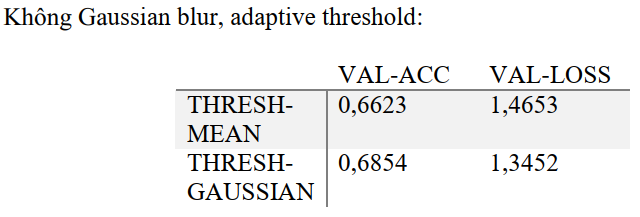 Không Gaussian blur, adaptive threshold:
VAL-ACC VAL-LOSS
THRESH- 0,6623 1,4653
MEAN
THRESH- 0,6854 1,3452
GAUSSIAN